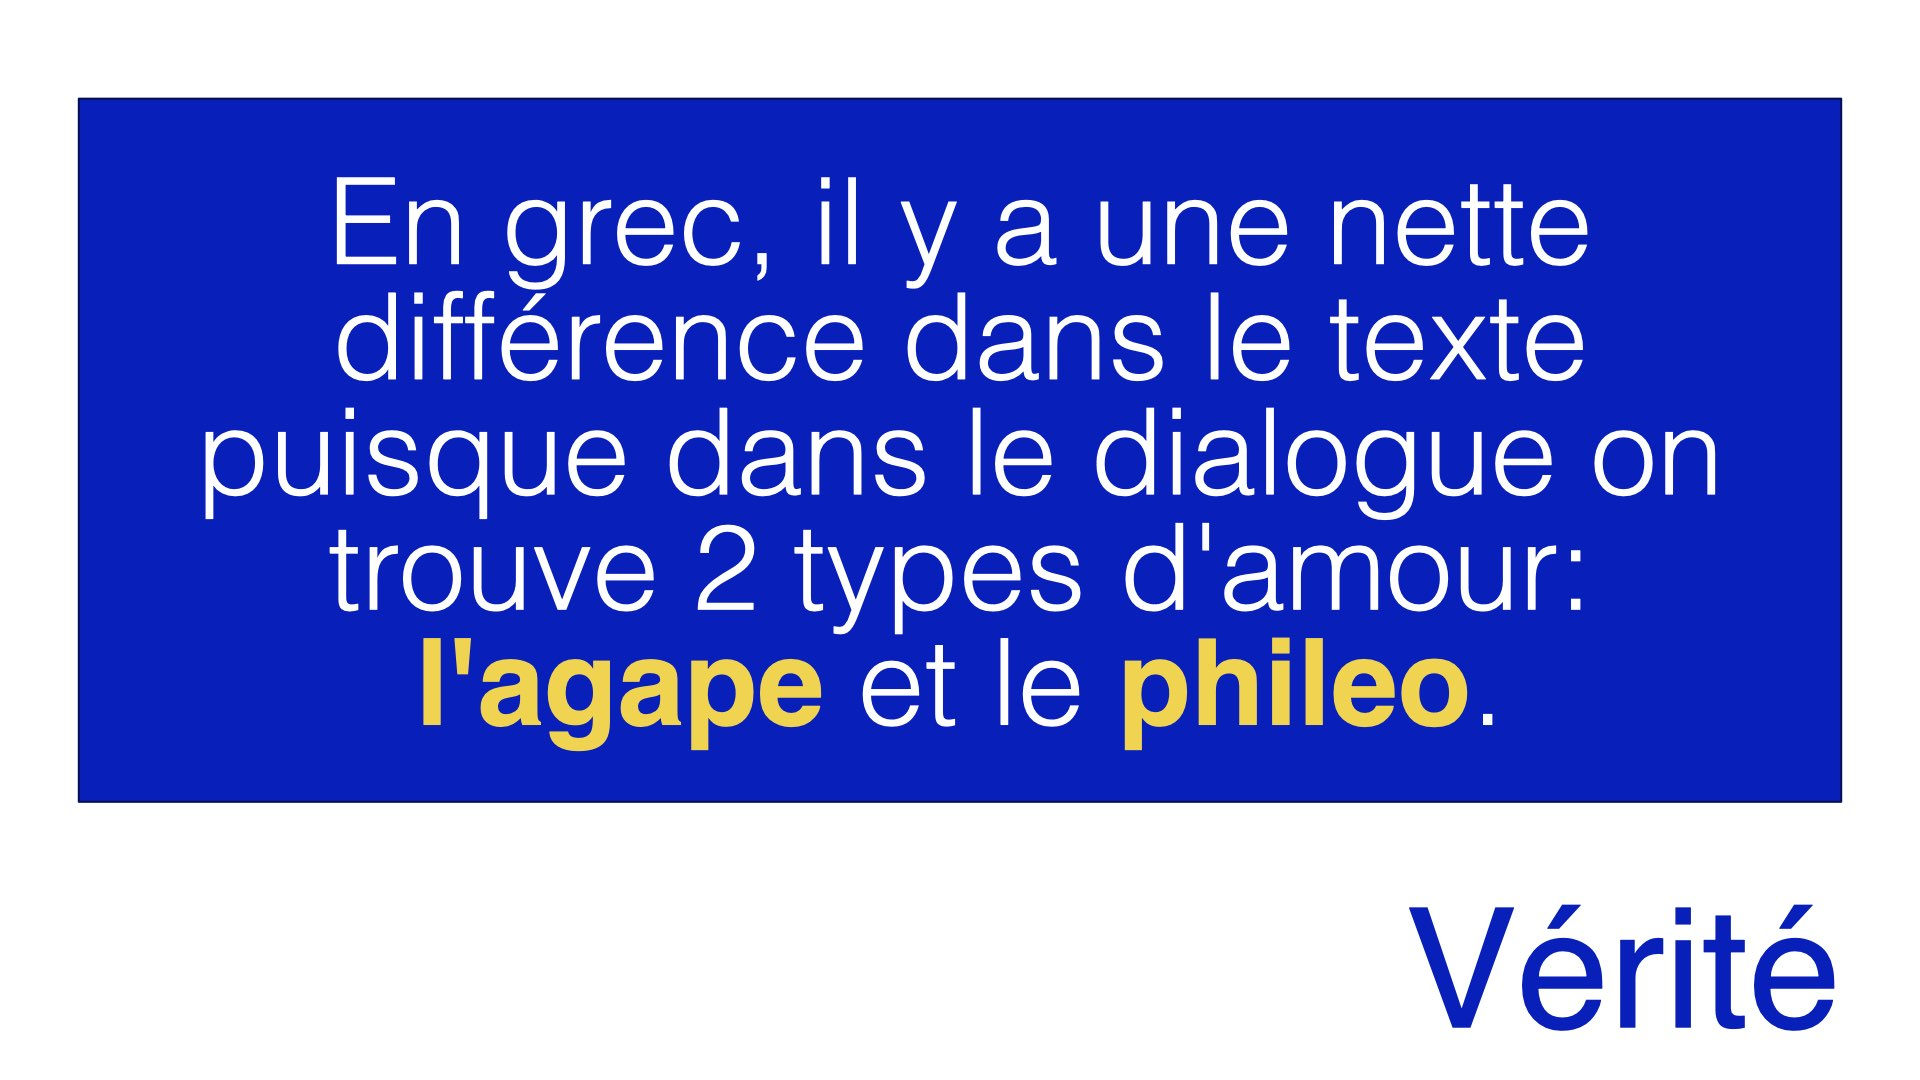 En grec, il y a une nette
différence dans le texte
puisque dans le dialogue on
trouve 2 types d'amour:
l'agape et le phileo.
Vérité